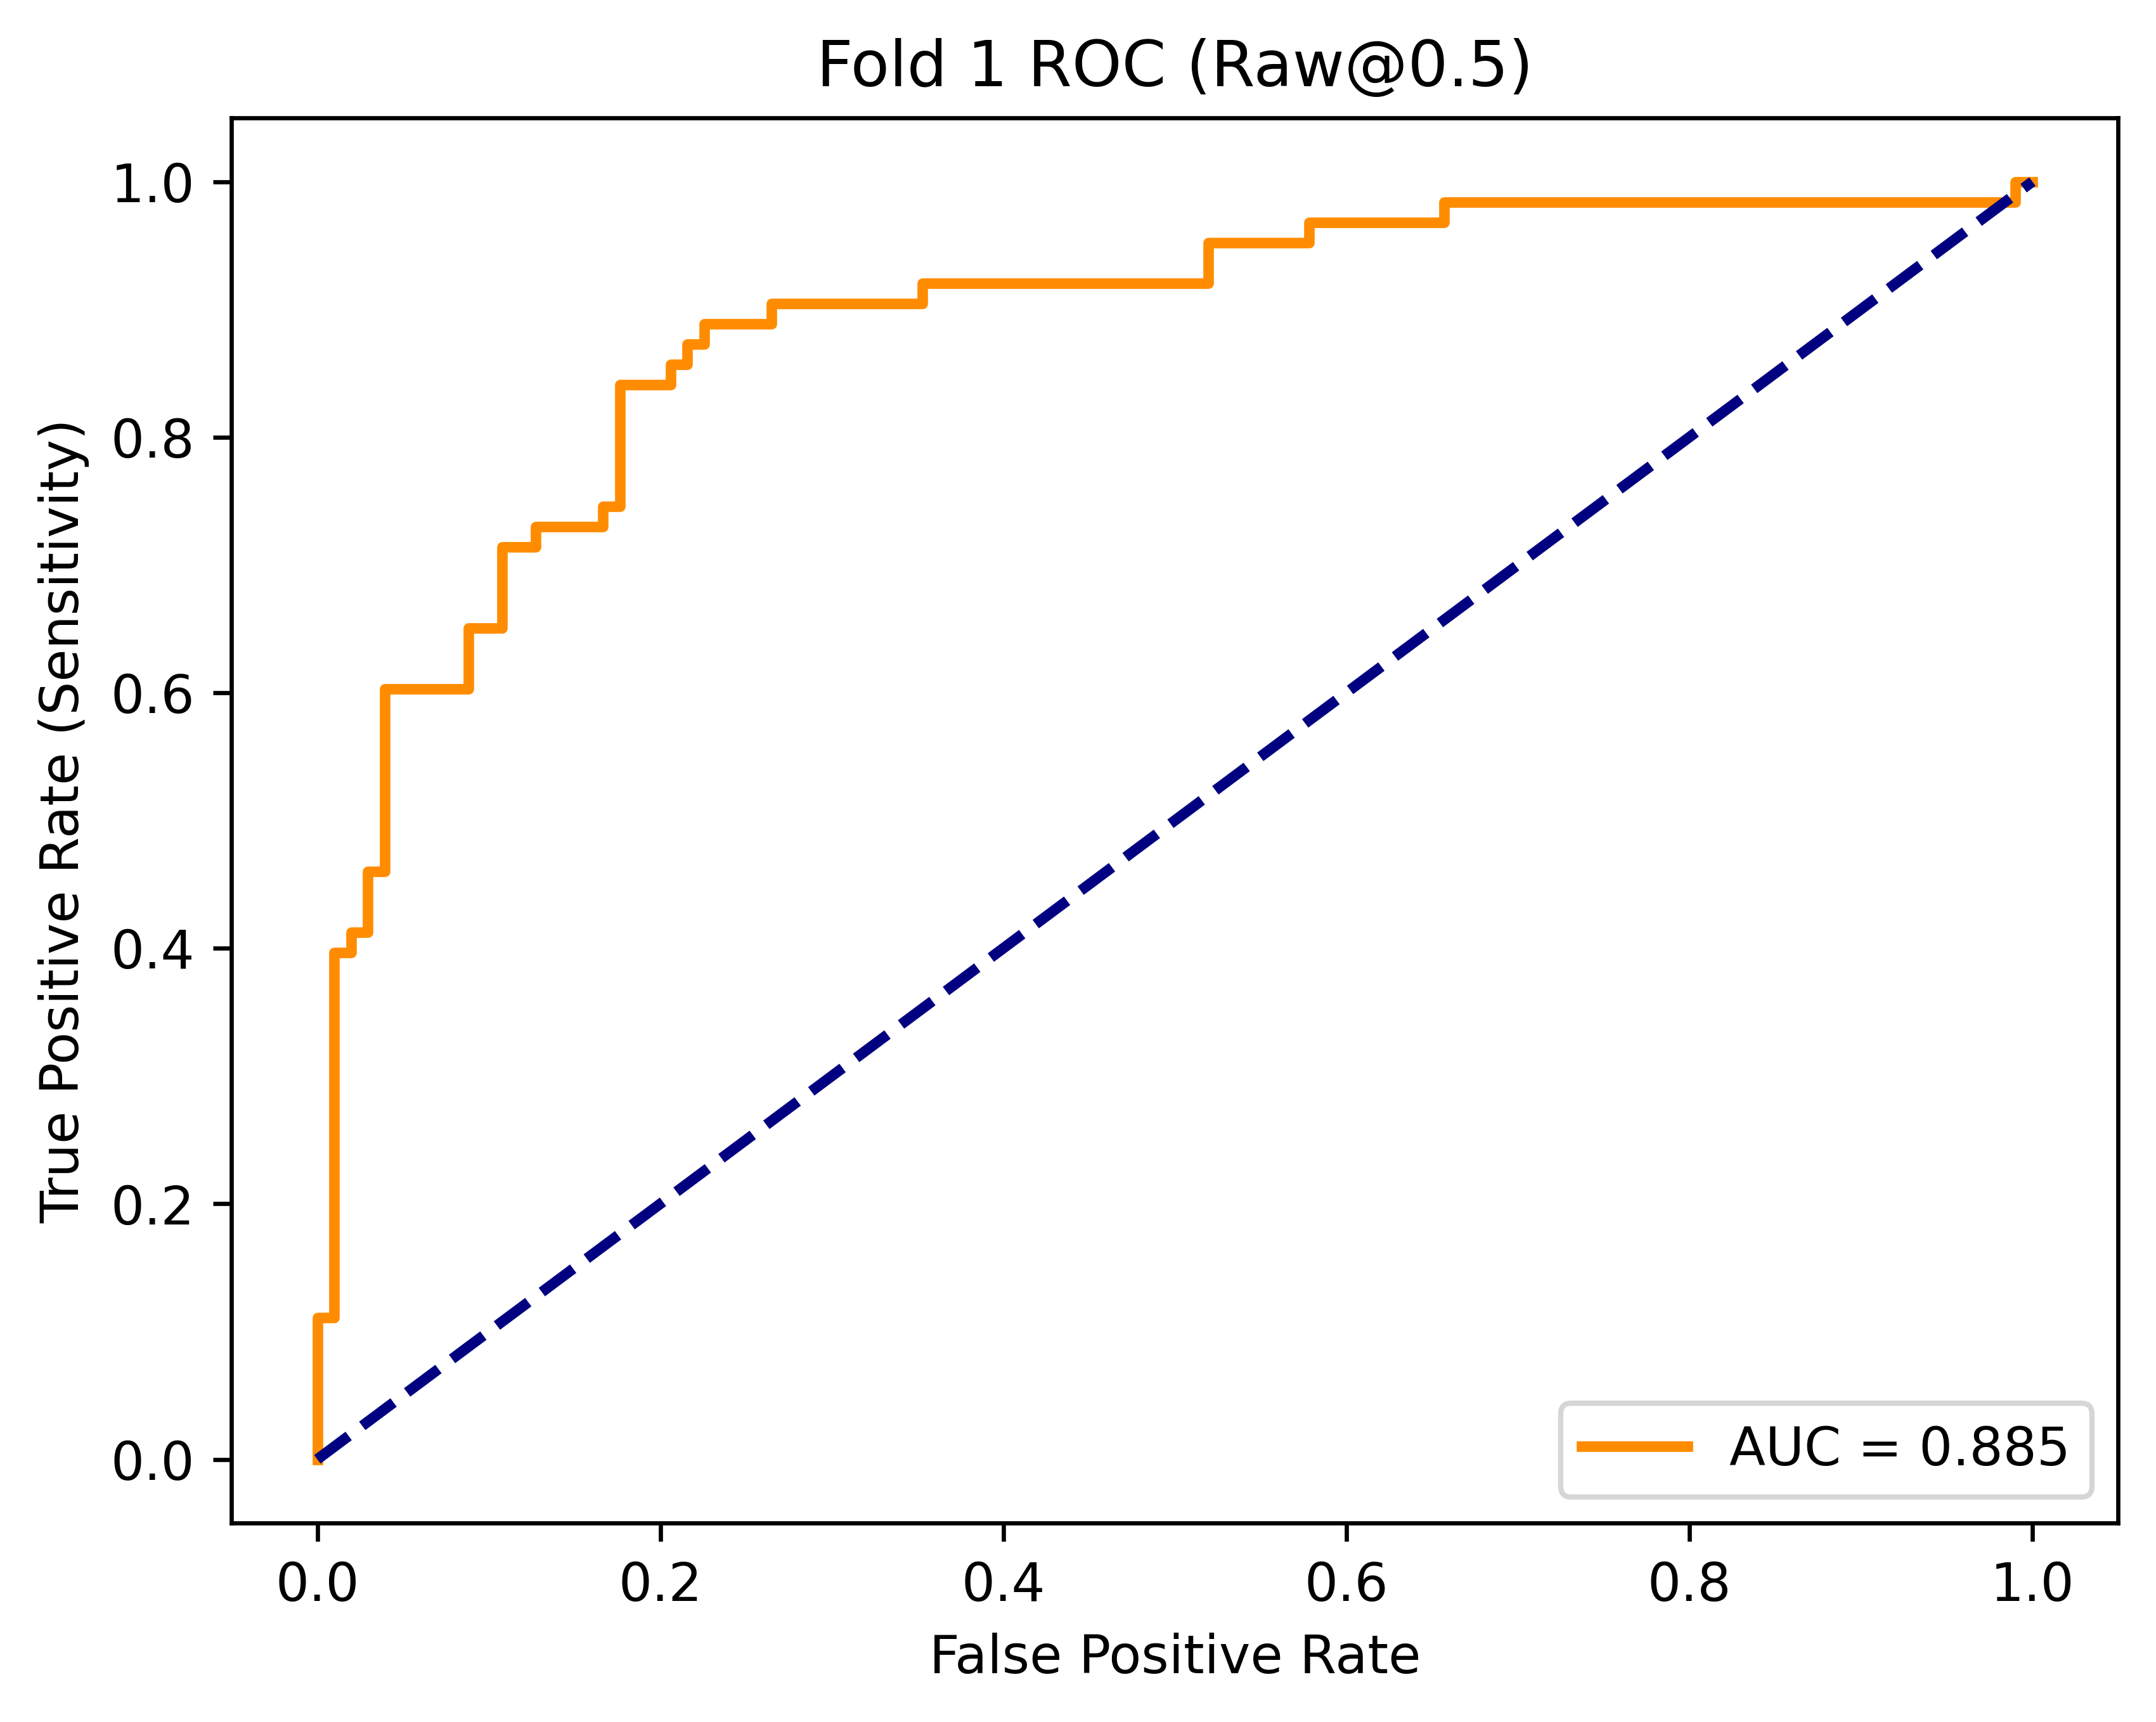 Fold 1 ROC (Raw@0.5)
True Positive Rate (Sensitivity)
1.0
0.8
0.6
0.4
0.2
0.0
AUC = 0.885
0.0 0.2 0.4 0.6 0.8 1.0
False Positive Rate